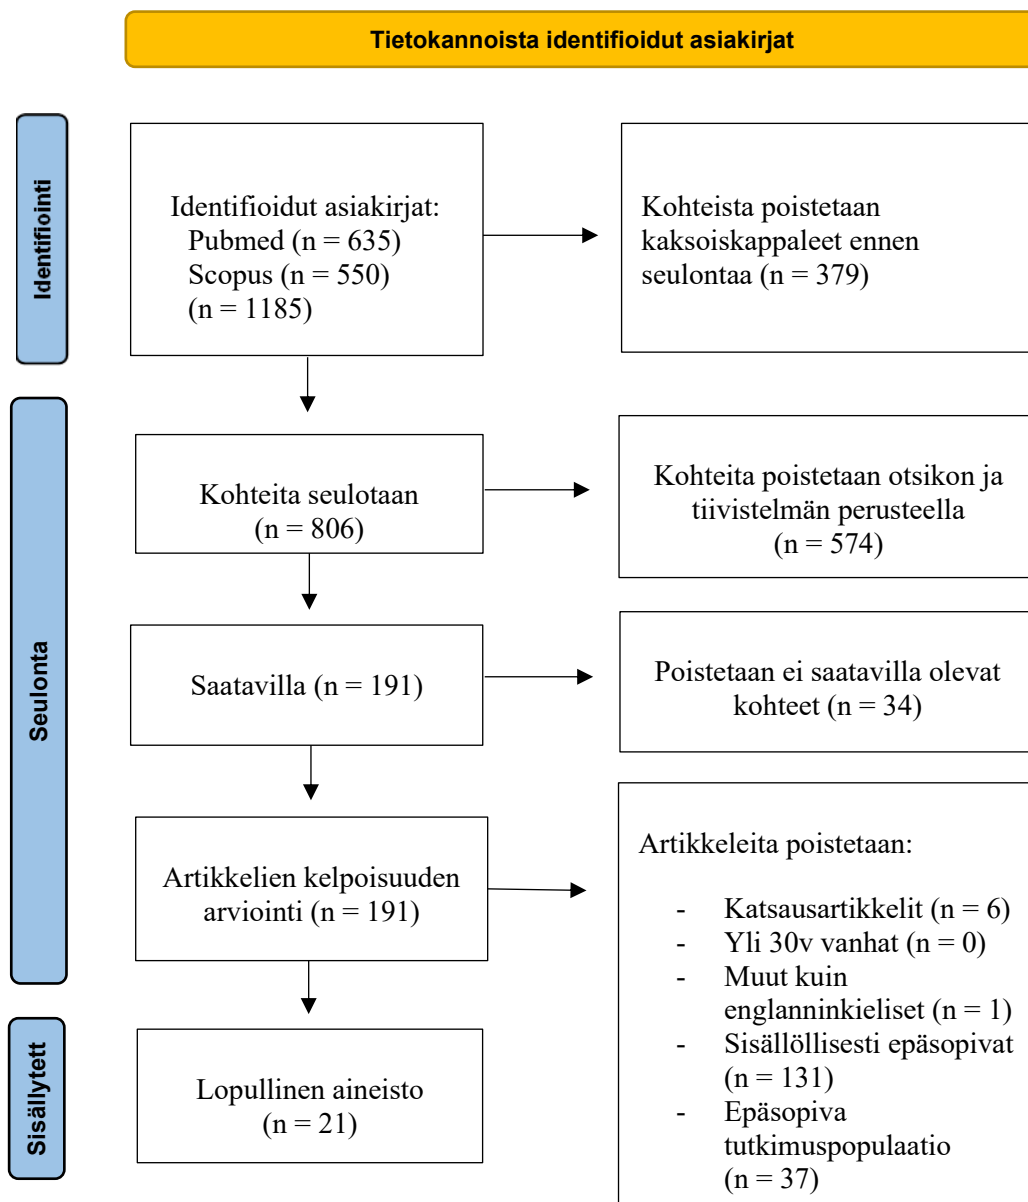 Tietokannoista identifioidut asiakirjat
Identifiointi
Identifioidut asiakirjat:
Pubmed (n = 635)
Scopus (n = 550)
(n = 1185)
Kohteista poistetaan
kaksoiskappaleet ennen
seulontaa (n = 379)
Seulonta
Kohteita seulotaan
(n = 806)
Kohteita poistetaan otsikon ja
tiivistelmän perusteella
(n = 574)
Saatavilla (n = 191)
Poistetaan ei saatavilla olevat
kohteet (n = 34)
Artikkelien kelpoisuuden
arviointi (n = 191)
Artikkeleita poistetaan:
- Katsausartikkelit (n = 6)
- Yli 30v vanhat (n = 0)
- Muut kuin
englanninkieliset (n = 1)
- Sisällöllisesti epäsopivat
(n = 131)
- Epäsopiva
tutkimuspopulaatio
(n = 37)
Sisällytett
Lopullinen aineisto
(n = 21)